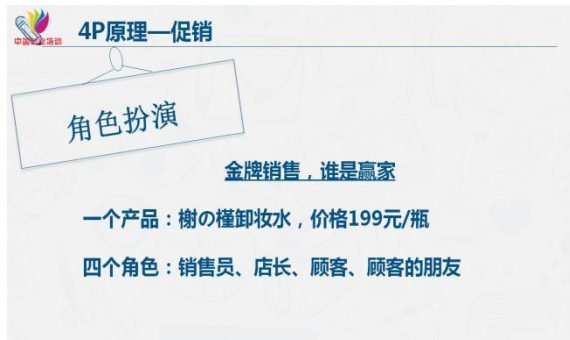 4P原理—促销
角色扮演
金牌销售，谁是赢家
一个产品：榭の槿卸妆水，价格199元/瓶
四个角色：销售员、店长、顾客、顾客的朋友